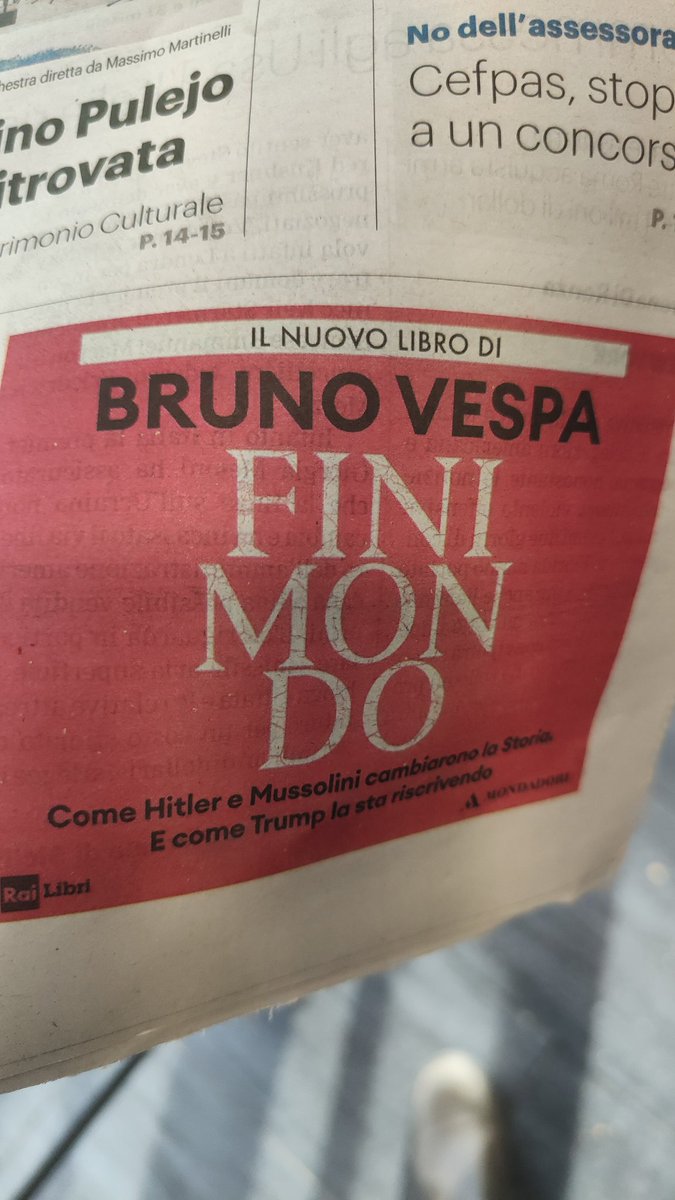 hestra diretta da Massimo Martinelli
ino Pulejo
itrovata
rimonio Culturale
P. 14-15
No dell'assessora
Cefpas, stop
a un concors
P.
IL NUOVO LIBRO DI
BRUNO VESPA
FINI
MON
DO
Come Hitler e Mussolini cambiarono la Storia.
E come Trump la sta riscrivendo
MONDADORI
Rai Libri